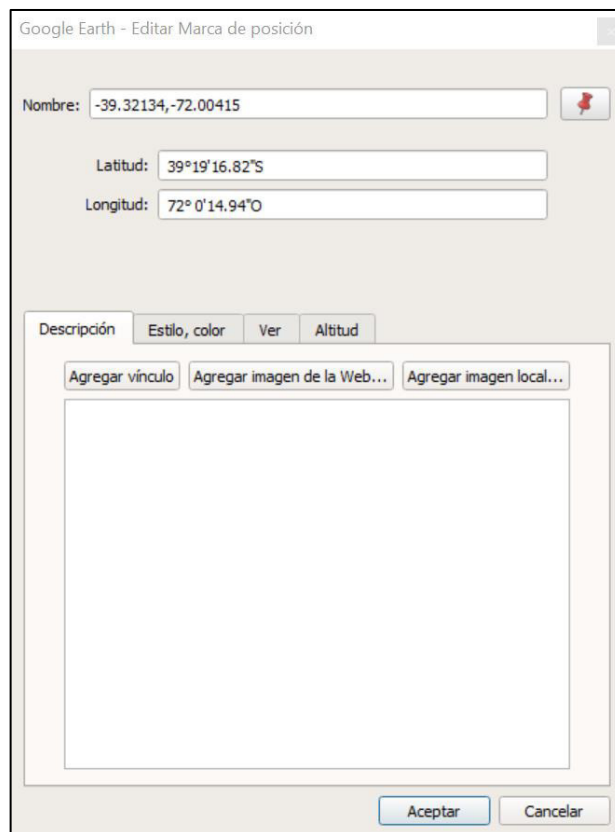 Google Earth - Editar Marca de posición
Nombre: -39.32134,-72.00415
Latitud: 39°19'16.82"S
Longitud: 72° 0'14.94"O
Descripción Estilo, color Ver Altitud
Agregar vínculo Agregar imagen de la Web... Agregar imagen local...
Aceptar Cancelar